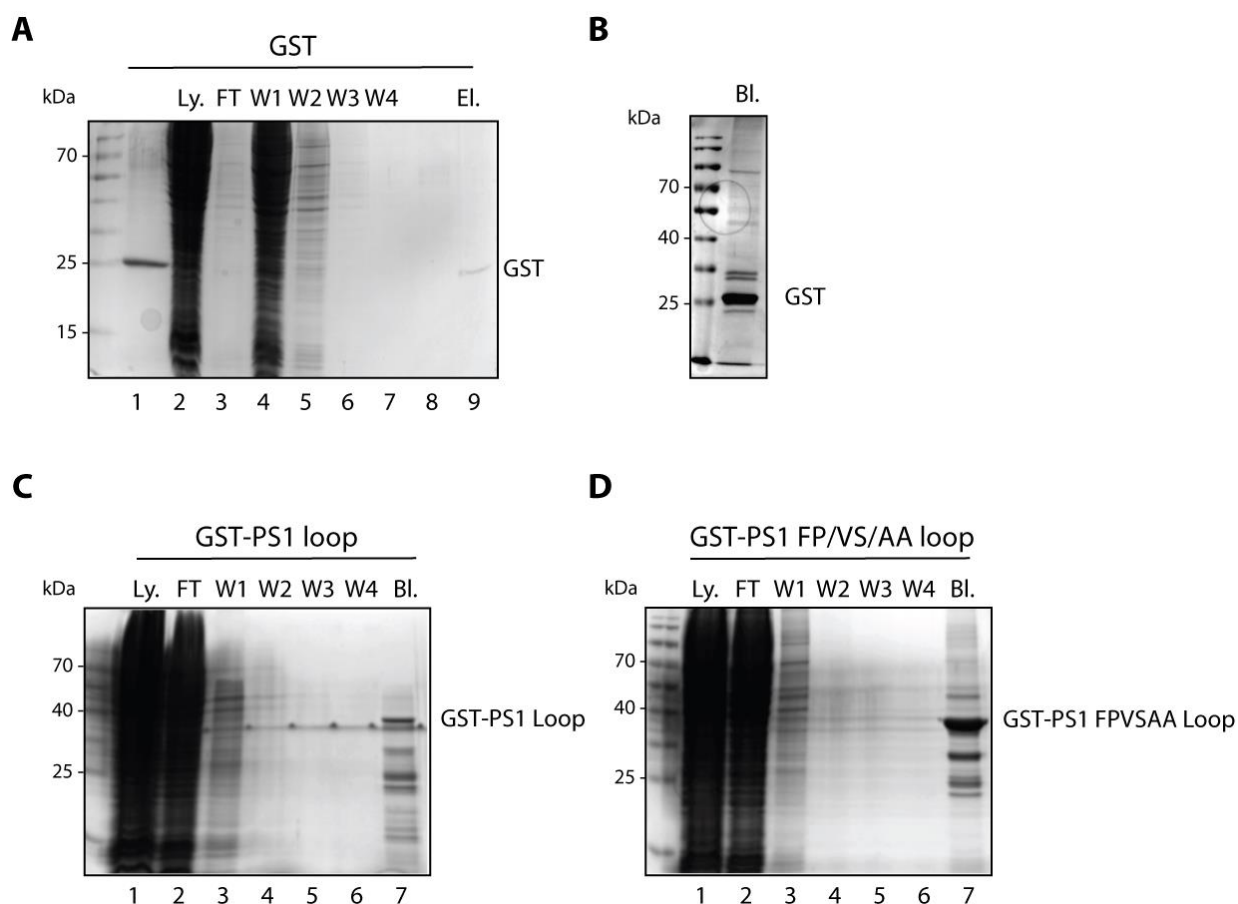 A
GST
kDa Ly. FT W1 W2 W3 W4 El.
70
25
GST
15
1 2 3 4 5 6 7 8 9
B
Bl.
kDa
70
40
25
GST
C
GST-PS1 loop
kDa Ly. FT W1 W2 W3 W4 Bl.
70
40
GST-PS1 Loop
25
1 2 3 4 5 6 7
D
GST-PS1 FP/VS/AA loop
kDa Ly. FT W1 W2 W3 W4 Bl.
70
40
GST-PS1 FPVSAA Loop
25
1 2 3 4 5 6 7